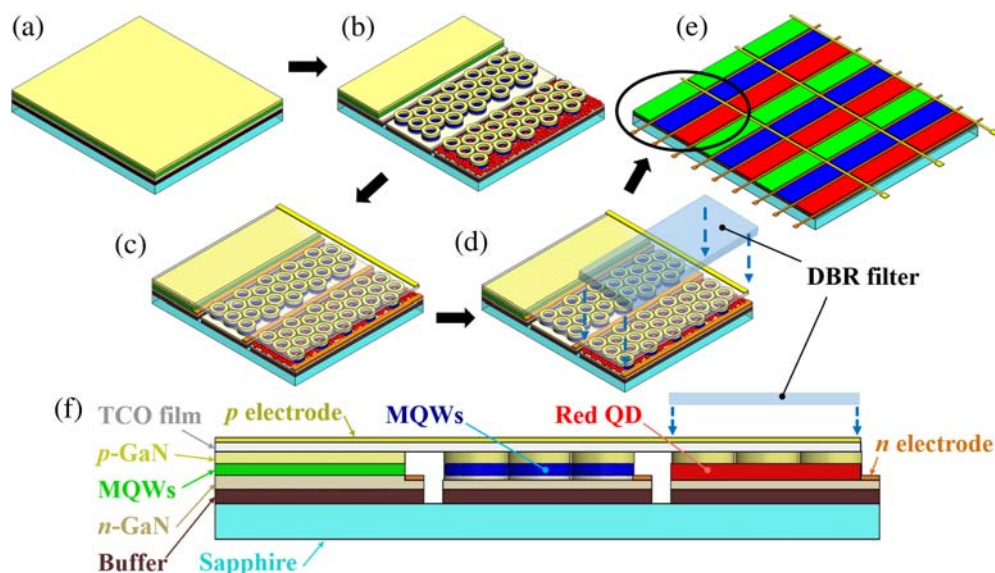 (a)
(b)
(e)
(c)
(d)
DBR filter
(f)
TCO film
p electrode
MQWs
Red QD
n electrode
p-GaN
MQWs
n-GaN
Buffer
Sapphire